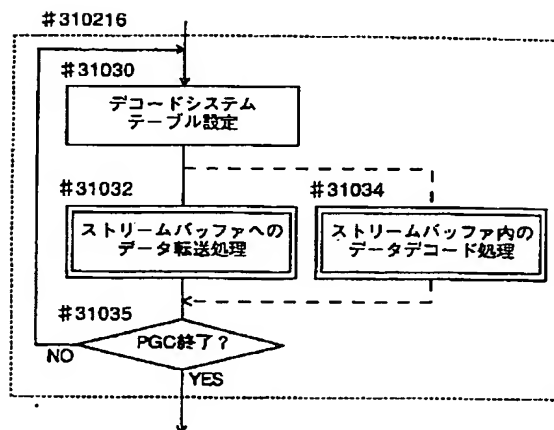 #310216
#31030
デコードシステム
テーブル設定
#31032
ストリームバッファへの
データ転送処理
#31034
ストリームバッファ内の
データデコード処理
#31035
PGC終了?
NO
YES